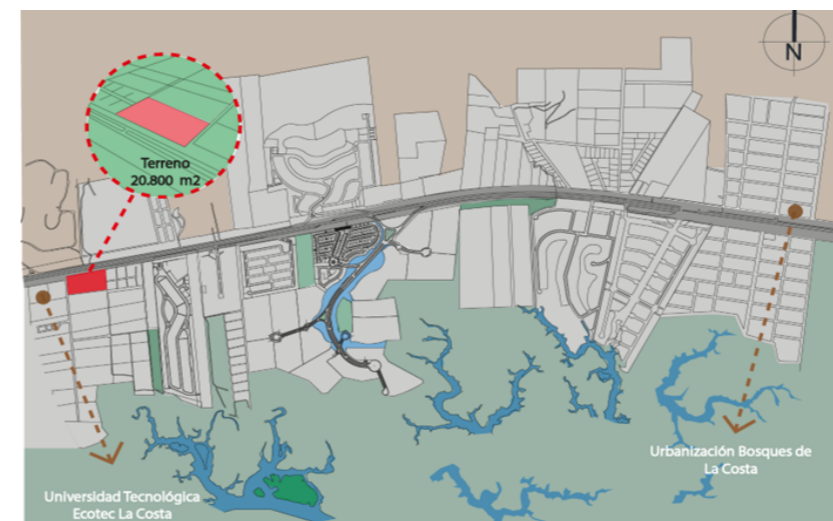 N
Terreno
20.800 m2
Urbanización Bosques de
La Costa
Universidad Tecnológica
Ecotec La Costa